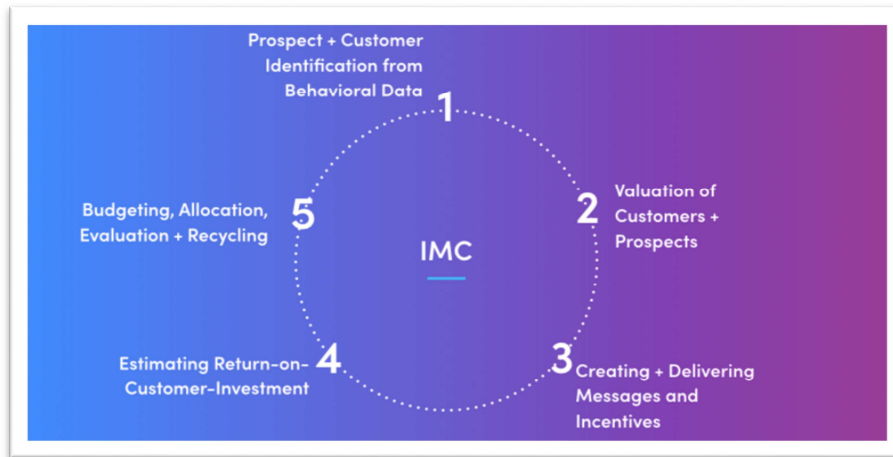 Prospect + Customer
Identification from
Behavioral Data
1
2
Valuation of
Customers +
Prospects
3
Creating + Delivering
Messages and
Incentives
4
Estimating Return-on-
Customer-Investment
5
Budgeting, Allocation,
Evaluation + Recycling
IMC